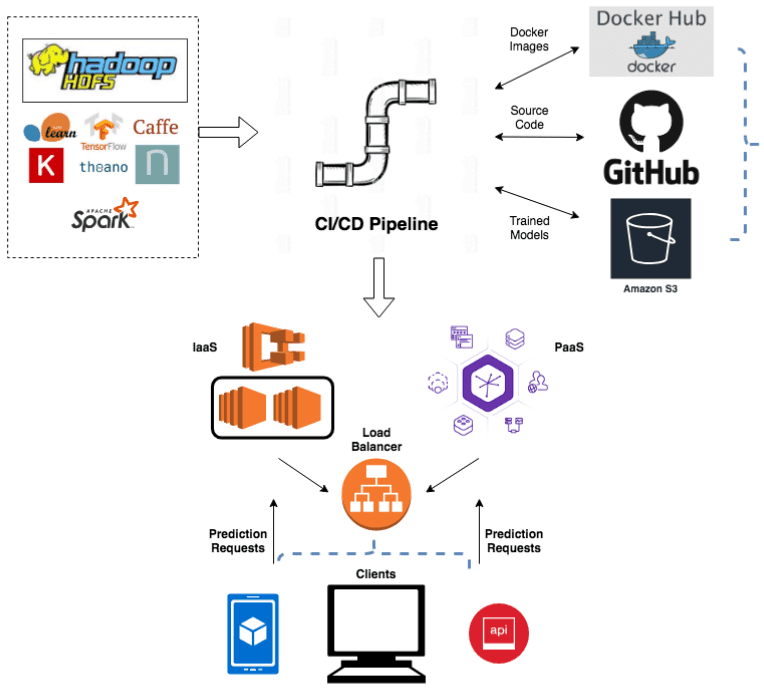 hadoop
HDFS
learn
TensorFlow
Caffe
K
theano
n
APACHE
Spark
CI/CD Pipeline
Docker
Images
Source
Code
Trained
Models
Docker Hub
docker
GitHub
Amazon S3
IaaS
PaaS
Load
Balancer
Prediction
Requests
Prediction
Requests
Clients
api